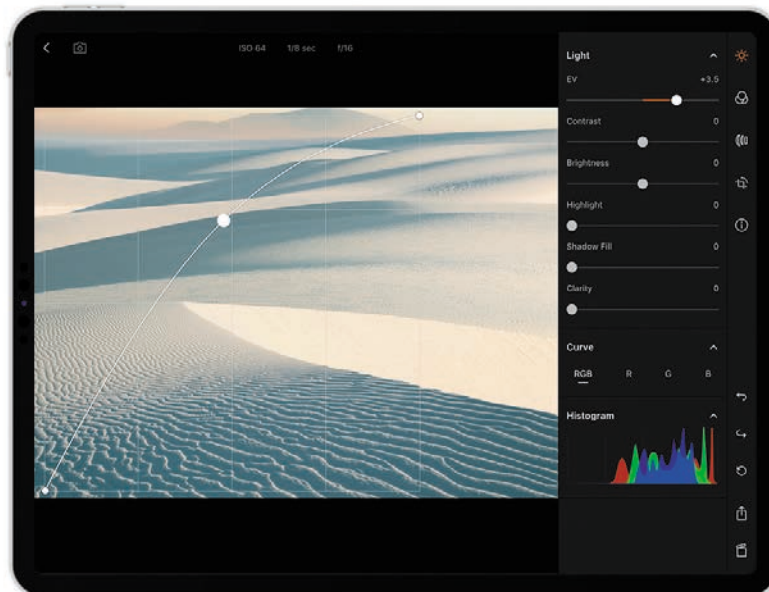 ISO 64 1/8 sec f/16
Light
EV +3.5
Contrast 0
Brightness 0
Highlight 0
Shadow Fill 0
Clarity 0
Curve
RGB R G B
Histogram